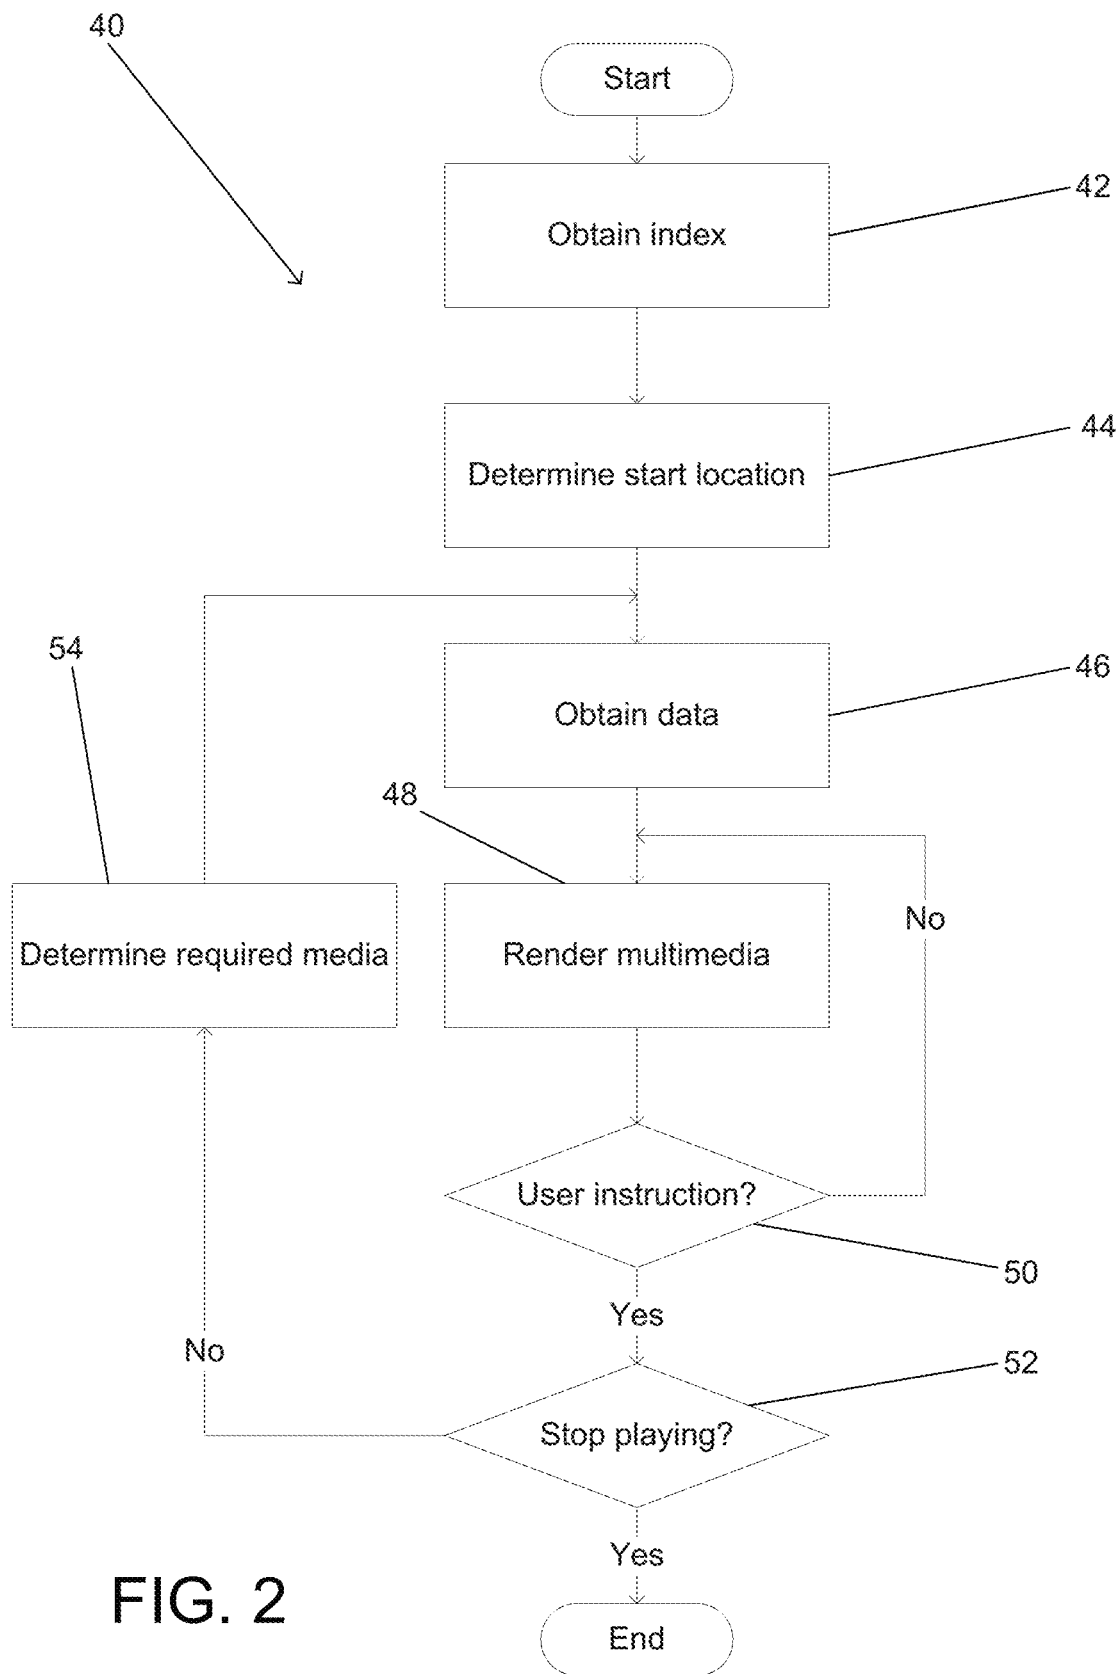 40
Start
42
Obtain index
44
Determine start location
54
46
Obtain data
48
No
Determine required media
Render multimedia
User instruction?
50
Yes
No
52
Stop playing?
Yes
FIG. 2
End